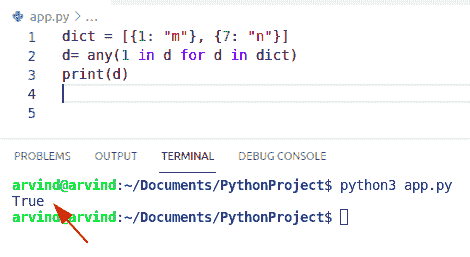 app.py > ...
1 dict = [{1: "m"}, {7: "n"}]
2 d= any(1 in d for d in dict)
3 print(d)
4
5
PROBLEMS OUTPUT TERMINAL DEBUG CONSOLE
arvind@arvind:~/Documents/PythonProject$ python3 app.py
True
arvind@arvind:~/Documents/PythonProject$